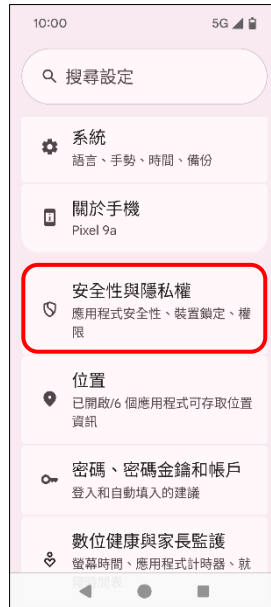 10:00 5G
搜尋設定
系統
語言、手勢、時間、備份
關於手機
Pixel 9a
安全性與隱私權
應用程式安全性、裝置鎖定、權
限
位置
已開啟/6 個應用程式可存取位置
資訊
密碼、密碼金鑰和帳戶
登入和自動填入的建議
數位健康與家長監護
螢幕時間、應用程式計時器、就